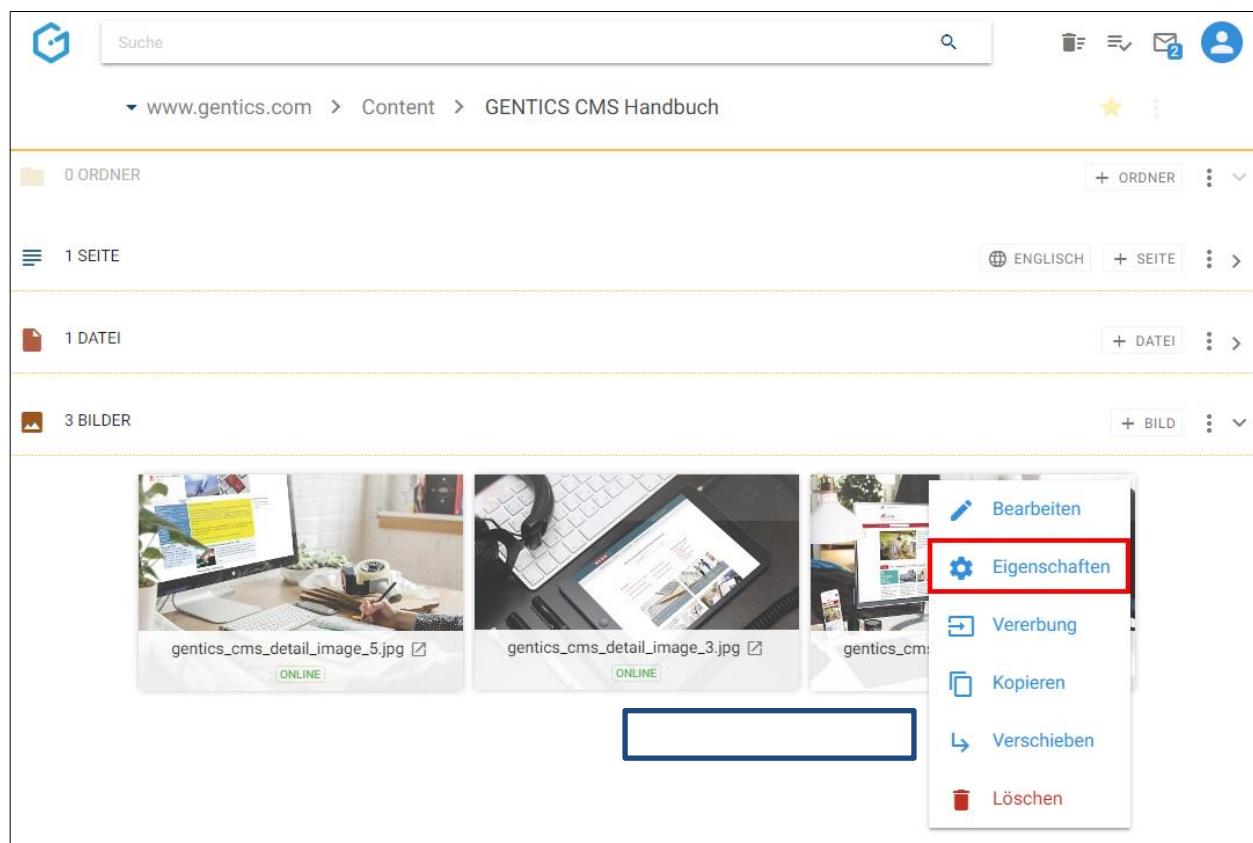 Suche
2
www.gentics.com > Content > GENTICS CMS Handbuch
0 ORDNER
+ ORDNER
1 SEITE
ENGLISCH
+ SEITE
1 DATEI
+ DATEI
3 BILDER
+ BILD
gentics_cms_detail_image_5.jpg
ONLINE
gentics_cms_detail_image_3.jpg
ONLINE
gentics_cms
Bearbeiten
Eigenschaften
Vererbung
Kopieren
Verschieben
Löschen